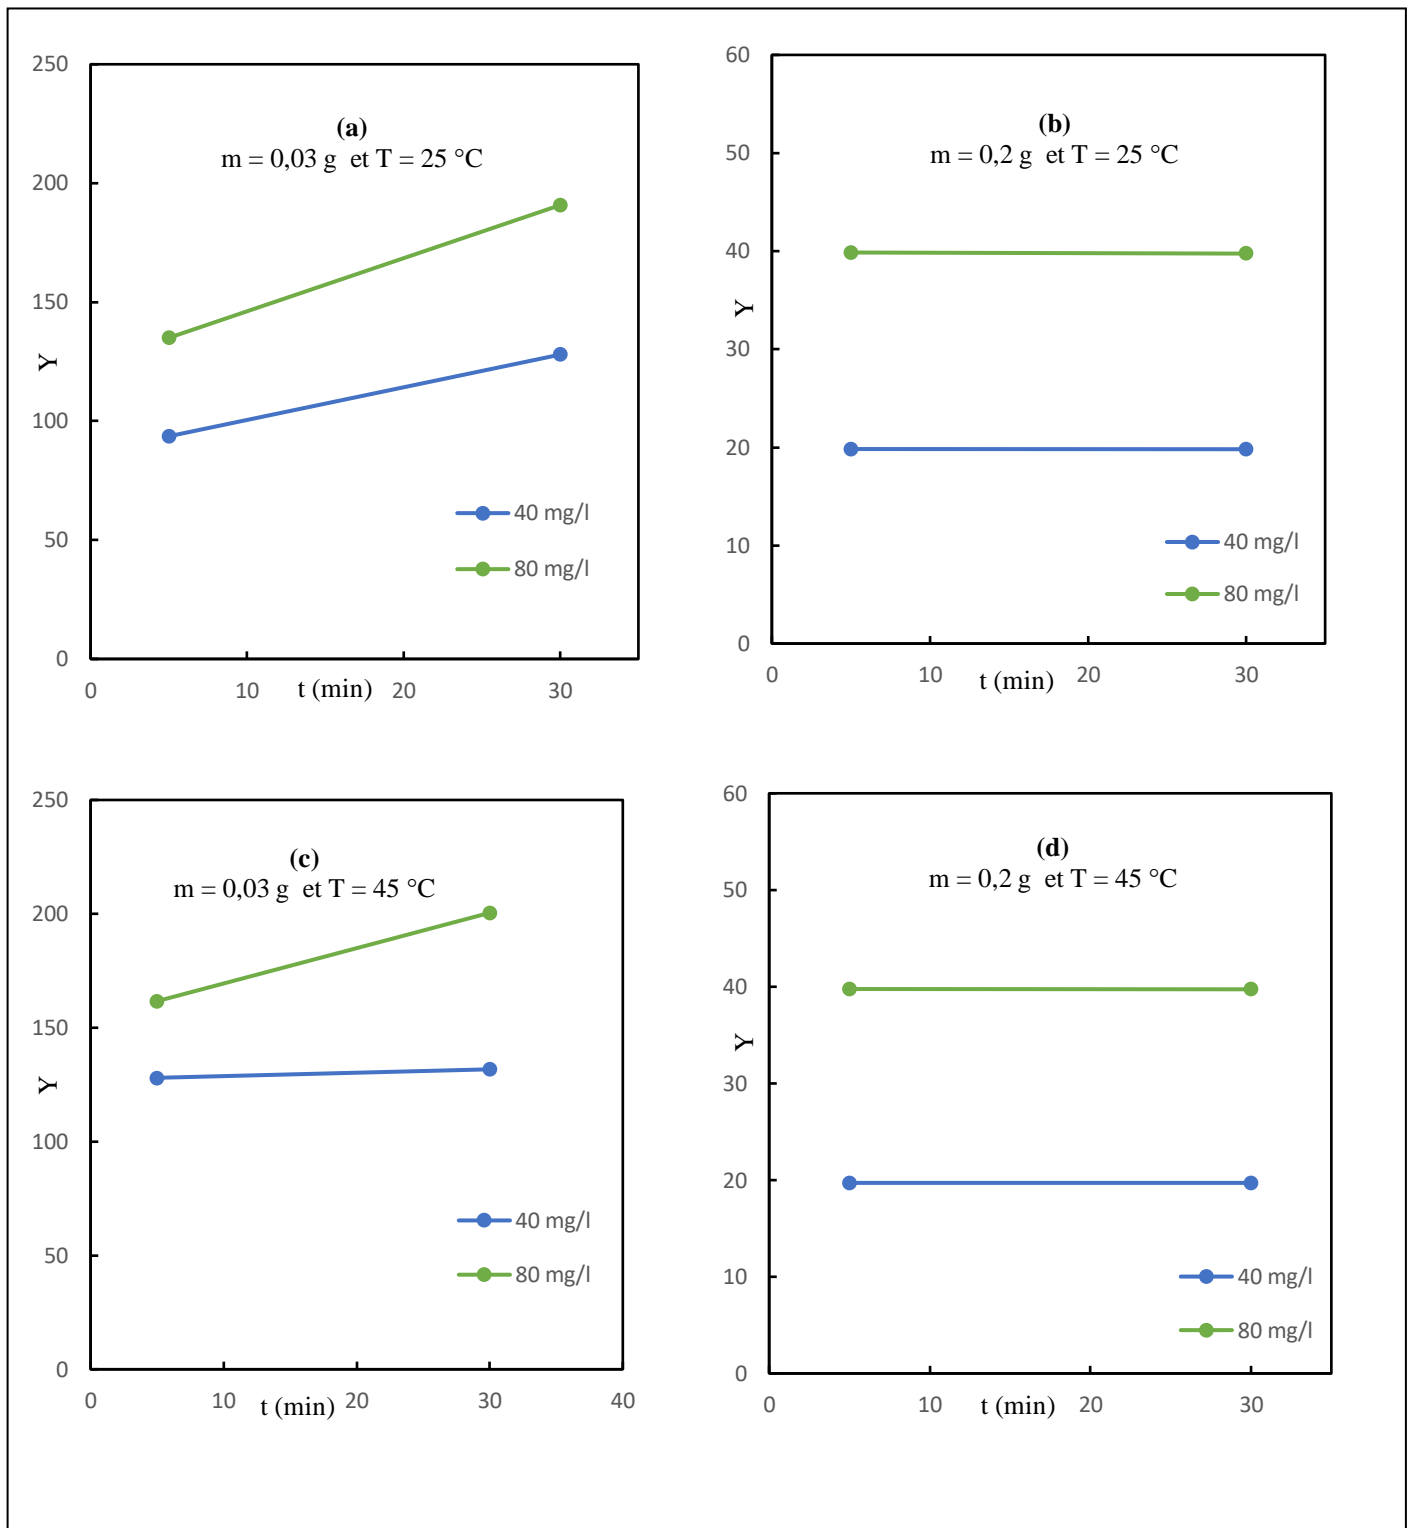 (a)
m = 0,03 g et T = 25 °C
250
200
150
100
50
0
Y
0 10 20 30
t (min)
40 mg/l
80 mg/l
(b)
m = 0,2 g et T = 25 °C
60
50
40
30
20
10
0
Y
0 10 20 30
t (min)
40 mg/l
80 mg/l
(c)
m = 0,03 g et T = 45 °C
250
200
150
100
50
0
Y
0 10 20 30 40
t (min)
40 mg/l
80 mg/l
(d)
m = 0,2 g et T = 45 °C
60
50
40
30
20
10
0
Y
0 10 20 30
t (min)
40 mg/l
80 mg/l